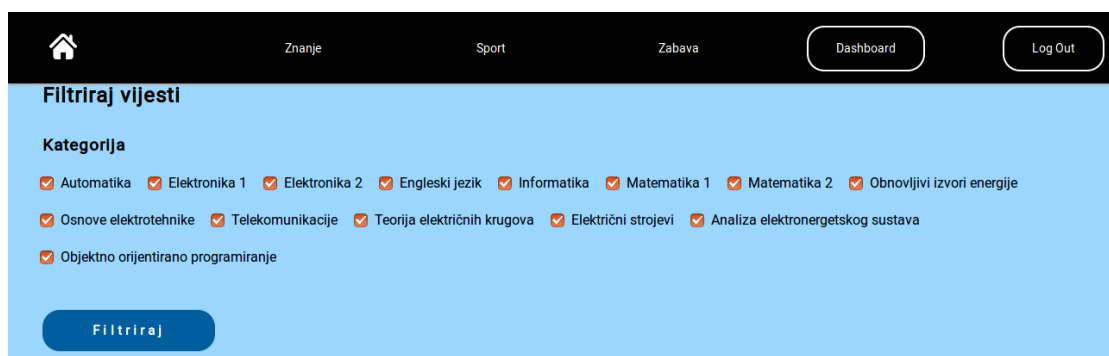 Znanje Sport Zabava Dashboard Log Out
Filtriraj vijesti
Kategorija
Automatika Elektronika 1 Elektronika 2 Engleski jezik Informatika Matematika 1 Matematika 2 Obnovljivi izvori energije
Osnove elektrotehnike Telekomunikacije Teorija električnih krugova Električni strojevi Analiza elektronergetskog sustava
Objektno orijentirano programiranje
Filtriraj